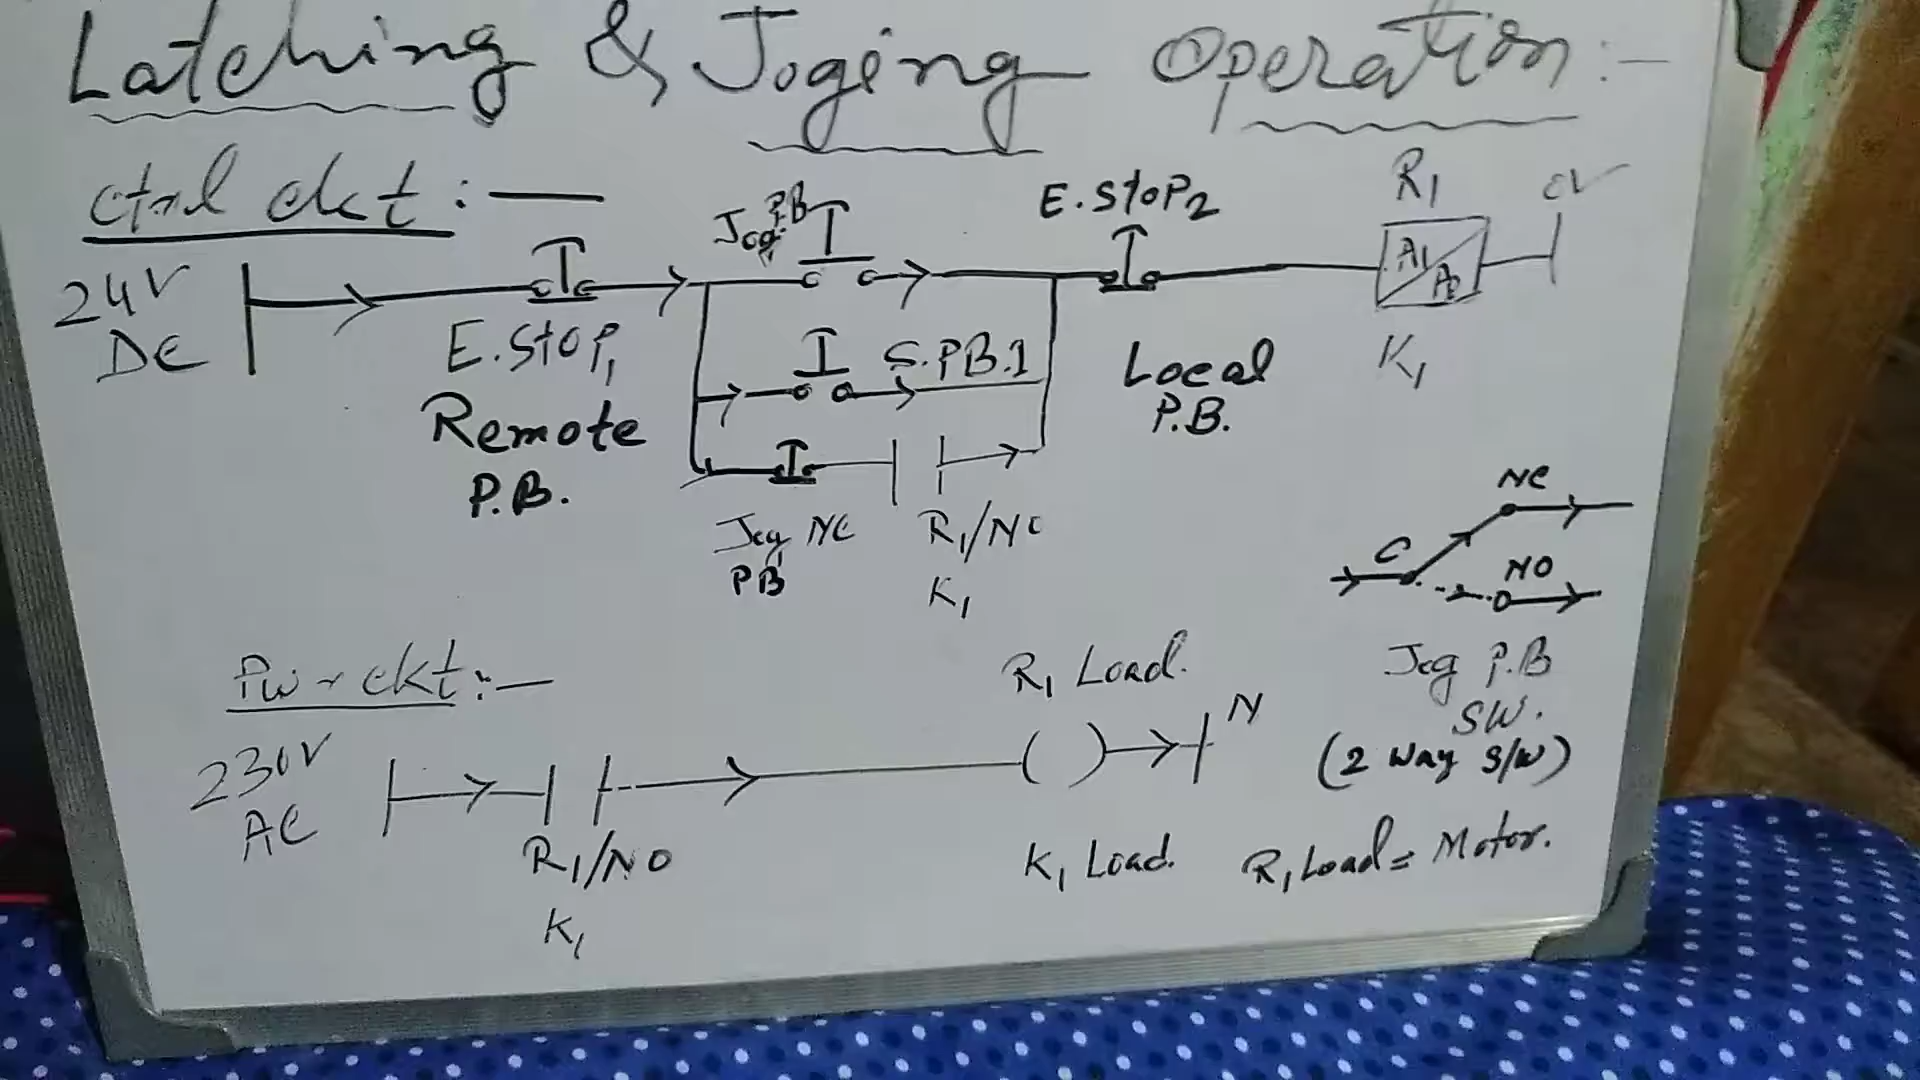 Latching & Joging Operation:-
Ctrl ckt :—
24V
DC
E.Stop1
Remote
P.B.
Jog P.B
S.PB.1
Jog NC
PB
R1/NO
K1
E.StoP2
Local
P.B.
R1
A1
A2
K1
0V
C
NC
NO
Jog P.B
SW.
(2 way s/w)
Pwr ckt:—
230V
AC
R1/NO
K1
R1 Load.
N
K1 Load.
R1 Load = Motor.